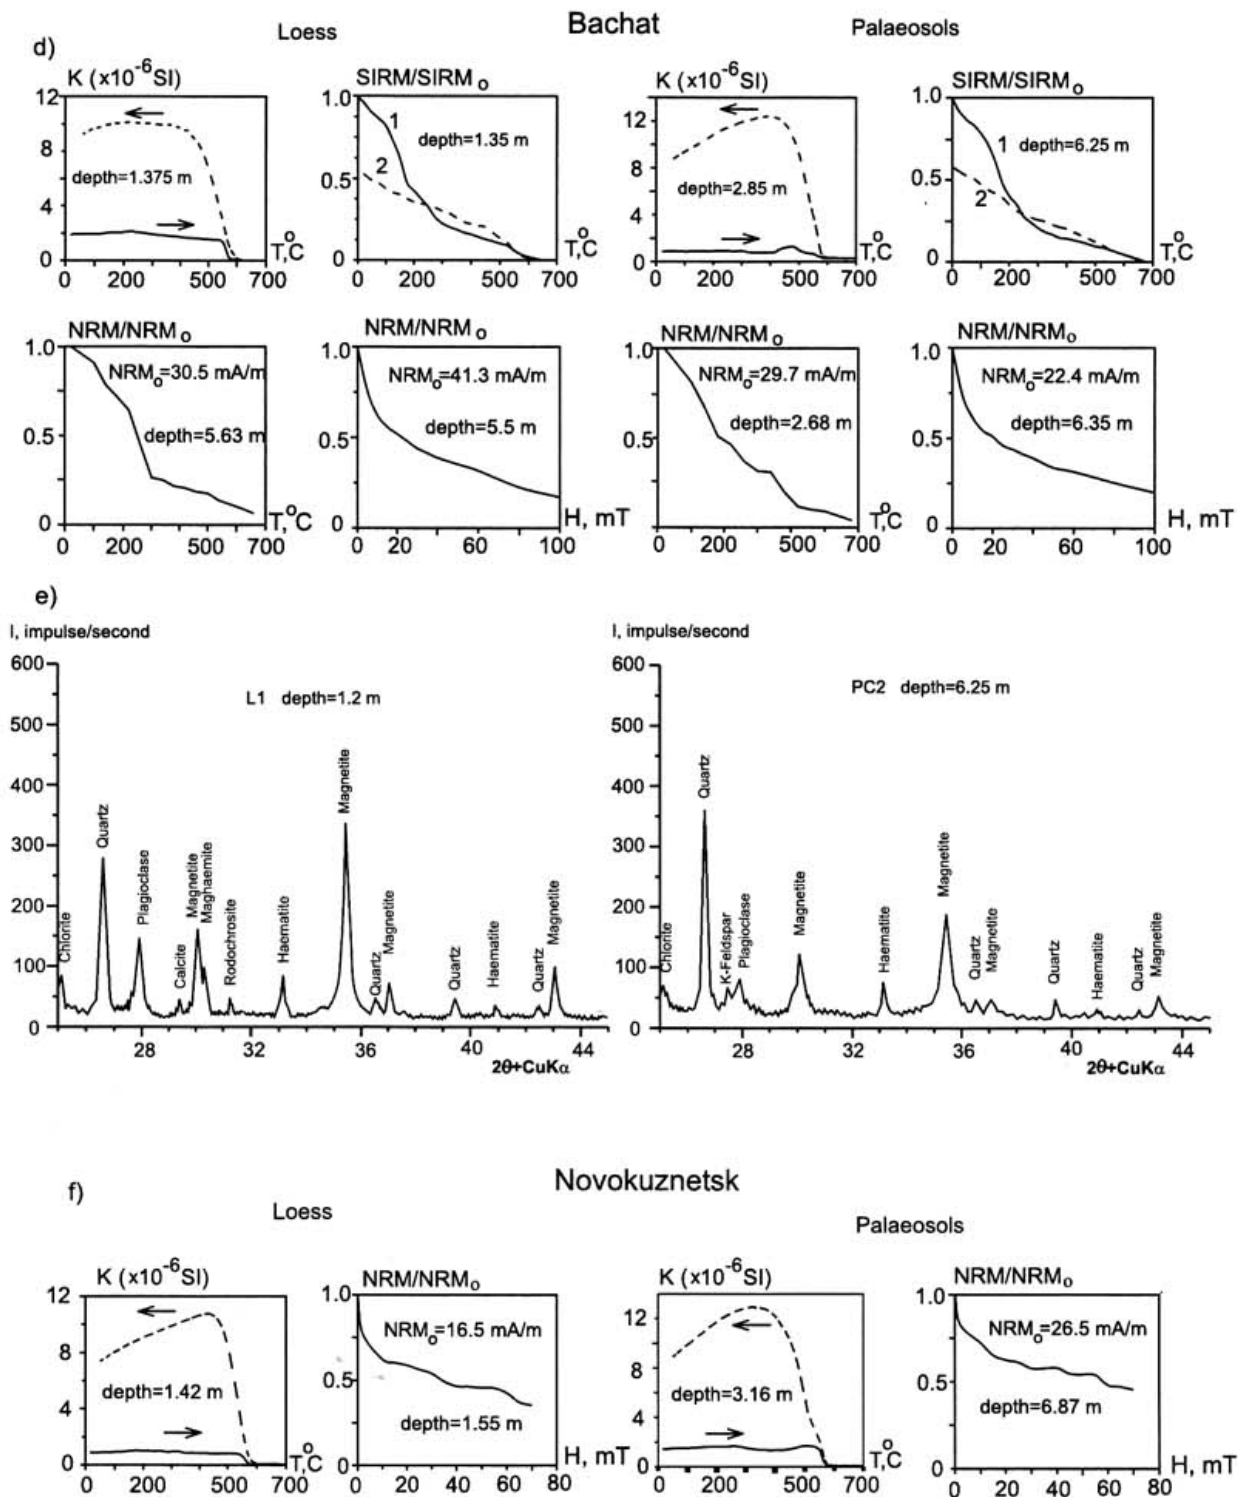 Bachat
Loess
Palaeosols
d)
K (x10⁻⁶SI)
12
8
4
0
depth=1.375 m
0 200 500 700
T,°C
SIRM/SIRMo
1.0
0.5
0
1
2
depth=1.35 m
0 200 500 700
T,°C
K (x10⁻⁶SI)
12
8
4
0
depth=2.85 m
0 200 500 700
T,°C
SIRM/SIRMo
1.0
0.5
0
1 depth=6.25 m
2
0 200 500 700
T,°C
NRM/NRMo
1.0
0.5
0
NRMo=30.5 mA/m
depth=5.63 m
0 200 500 700
T,°C
NRM/NRMo
1.0
0.5
0
NRMo=41.3 mA/m
depth=5.5 m
0 20 60 100
H, mT
NRM/NRMo
1.0
0.5
0
NRMo=29.7 mA/m
depth=2.68 m
0 200 500 700
T,°C
NRM/NRMo
1.0
0.5
0
NRMo=22.4 mA/m
depth=6.35 m
0 20 60 100
H, mT
e)
I, impulse/second
600
500
400
300
200
100
0
L1 depth=1.2 m
Chlorite
Quartz
Plagioclase
Calcite
Magnetite
Maghaemite
Rodochrosite
Haematite
Magnetite
Quartz
Magnetite
Quartz
Haematite
Quartz
Magnetite
28 32 36 40 44
2θ+CuKα
I, impulse/second
600
500
400
300
200
100
0
PC2 depth=6.25 m
Chlorite
Quartz
K-Feldspar
Plagioclase
Magnetite
Haematite
Magnetite
Quartz
Magnetite
Quartz
Haematite
Quartz
Magnetite
28 32 36 40 44
2θ+CuKα
f)
Novokuznetsk
Loess
Palaeosols
K (x10⁻⁶SI)
12
8
4
0
depth=1.42 m
0 200 500 700
T,°C
NRM/NRMo
1.0
0.5
0
NRMo=16.5 mA/m
depth=1.55 m
0 20 40 60 80
H, mT
K (x10⁻⁶SI)
12
8
4
0
depth=3.16 m
0 200 500 700
T,°C
NRM/NRMo
1.0
0.5
0
NRMo=26.5 mA/m
depth=6.87 m
0 20 40 60 80
H, mT